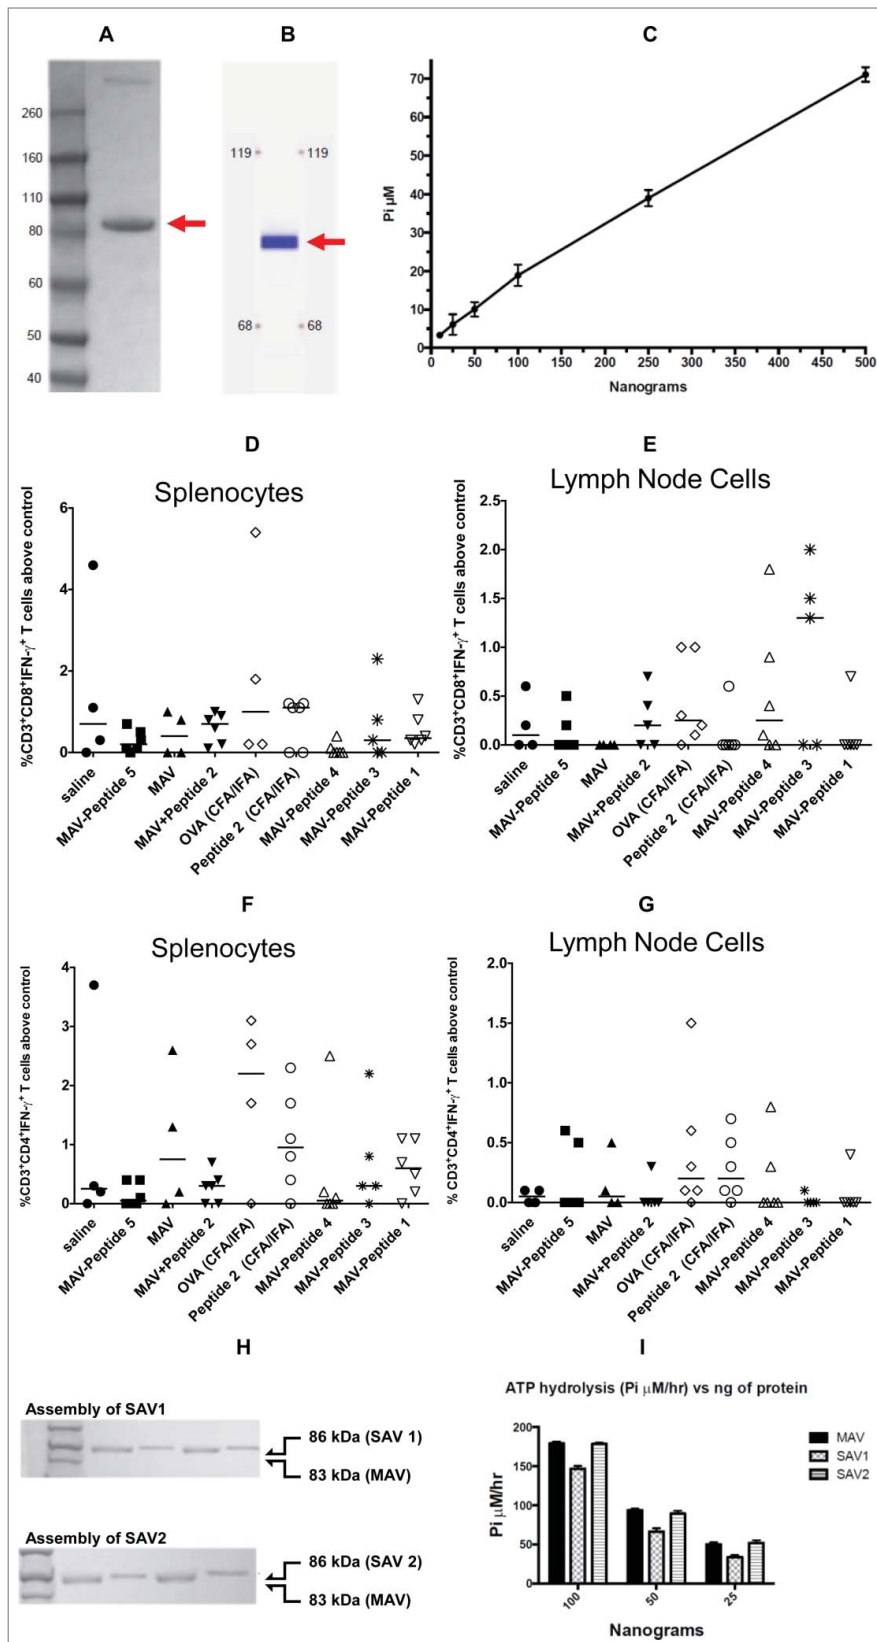 A
B
C
260
160
110
80
60
50
40
119
119
68
68
70
60
50
40
30
20
10
0
Pi µM
0
50
100
150
200
250
300
350
400
450
500
Nanograms
D
E
Splenocytes
Lymph Node Cells
%CD3+CD8+IFN-γ+ T cells above control
6
4
2
0
saline
MAV-Peptide 5
MAV
MAV+Peptide 2
OVA (CFA/IFA)
Peptide 2 (CFA/IFA)
MAV-Peptide 4
MAV-Peptide 3
MAV-Peptide 1
%CD3+CD8+IFN-γ+ T cells above control
2.5
2.0
1.5
1.0
0.5
0.0
saline
MAV-Peptide 5
MAV
MAV+Peptide 2
OVA (CFA/IFA)
Peptide 2 (CFA/IFA)
MAV-Peptide 4
MAV-Peptide 3
MAV-Peptide 1
F
G
Splenocytes
Lymph Node Cells
%CD3+CD4+IFN-γ+ T cells above control
4
3
2
1
0
saline
MAV-Peptide 5
MAV
MAV+Peptide 2
OVA (CFA/IFA)
Peptide 2 (CFA/IFA)
MAV-Peptide 4
MAV-Peptide 3
MAV-Peptide 1
% CD3+CD4+IFN-γ+ T cells above control
2.0
1.5
1.0
0.5
0.0
saline
MAV-Peptide 5
MAV
MAV+Peptide 2
OVA (CFA/IFA)
Peptide 2 (CFA/IFA)
MAV-Peptide 4
MAV-Peptide 3
MAV-Peptide 1
H
I
Assembly of SAV1
86 kDa (SAV 1)
83 kDa (MAV)
Assembly of SAV2
86 kDa (SAV 2)
83 kDa (MAV)
ATP hydrolysis (Pi µM/hr) vs ng of protein
Pi µM/hr
200
150
100
50
0
100
50
25
Nanograms
MAV
SAV1
SAV2